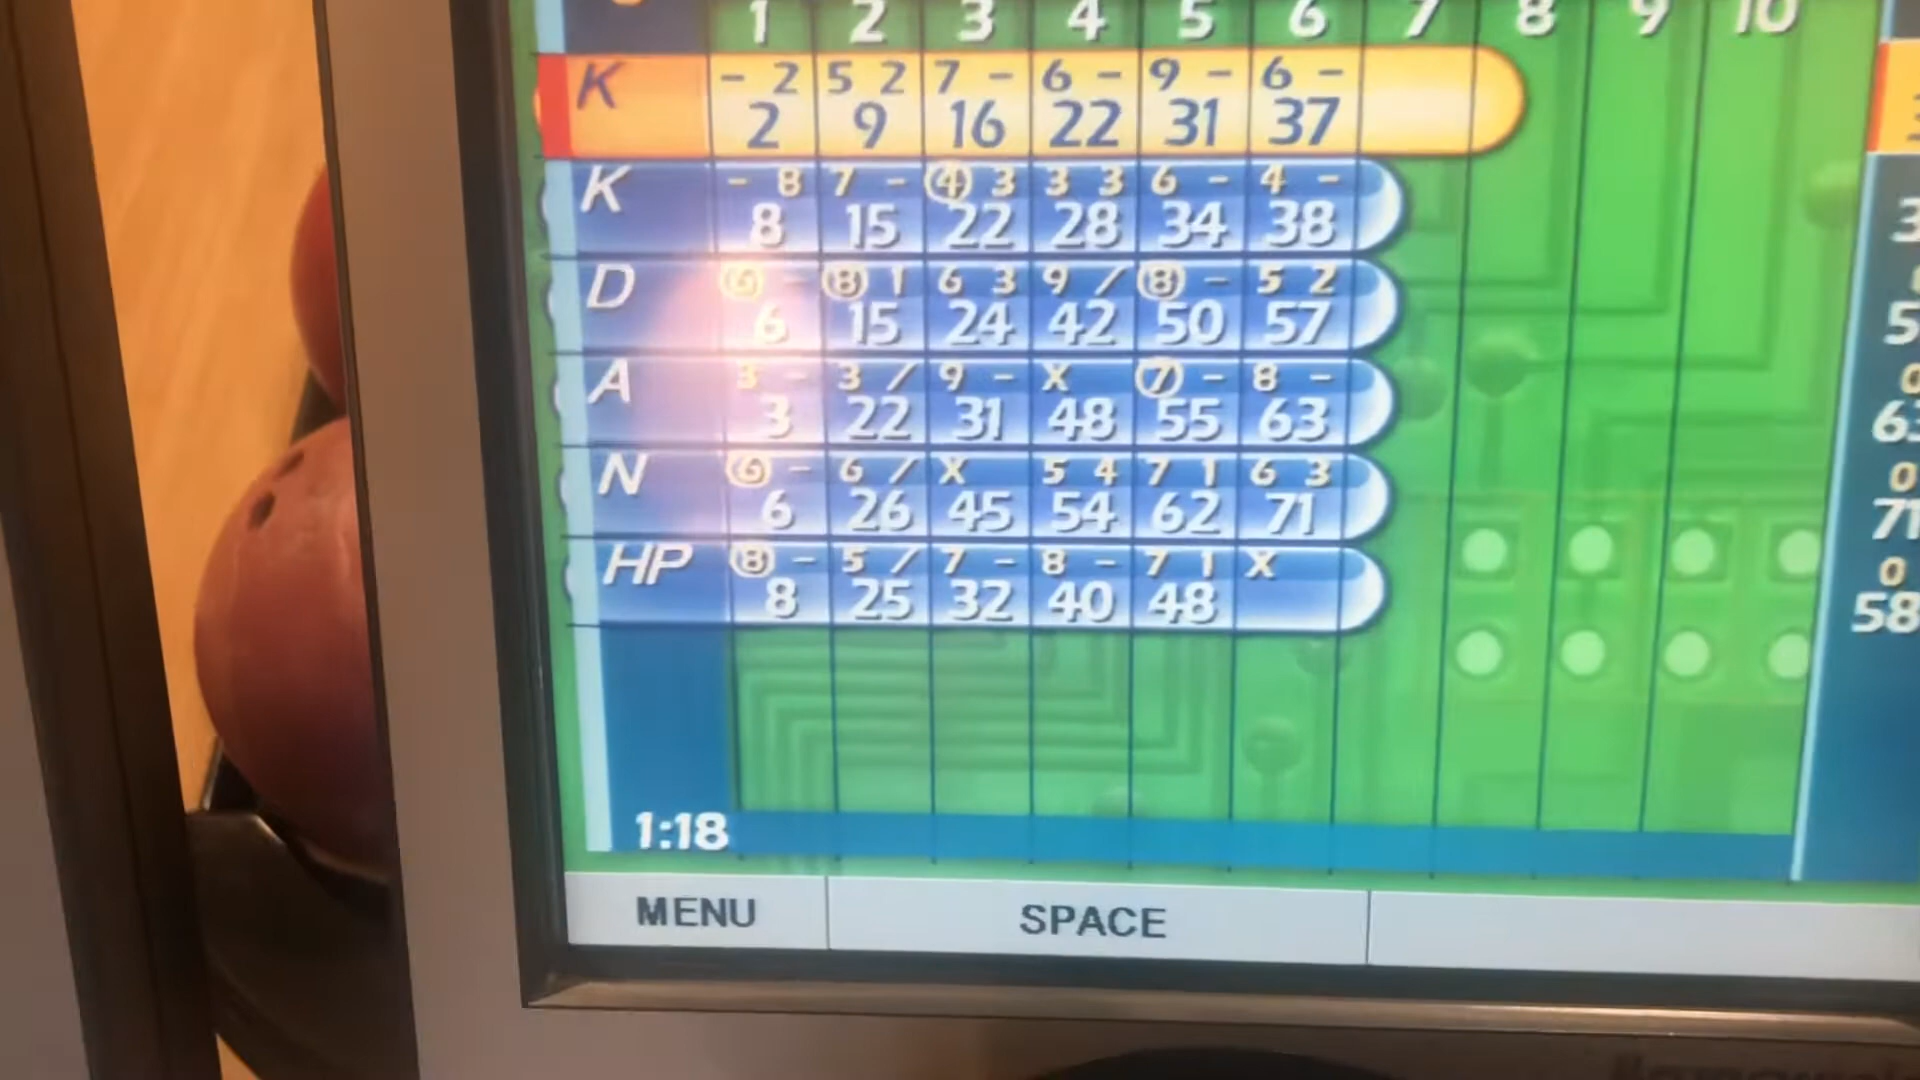 1 2 3 4 5 6 7 8 9 10
K - 2 5 2 7 - 6 - 9 - 6 -
2 9 16 22 31 37
K - 8 7 - 4 3 3 3 6 - 4 -
8 15 22 28 34 38
D 6 - 8 1 6 3 9 / 8 - 5 2
6 15 24 42 50 57
A 3 - 3 / 9 - X 7 - 8 -
3 22 31 48 55 63
N 6 - 6 / X 5 4 7 1 6 3
6 26 45 54 62 71
HP 8 - 5 / 7 - 8 - 7 1 X
8 25 32 40 48
0
63
0
71
0
58
1:18
MENU SPACE